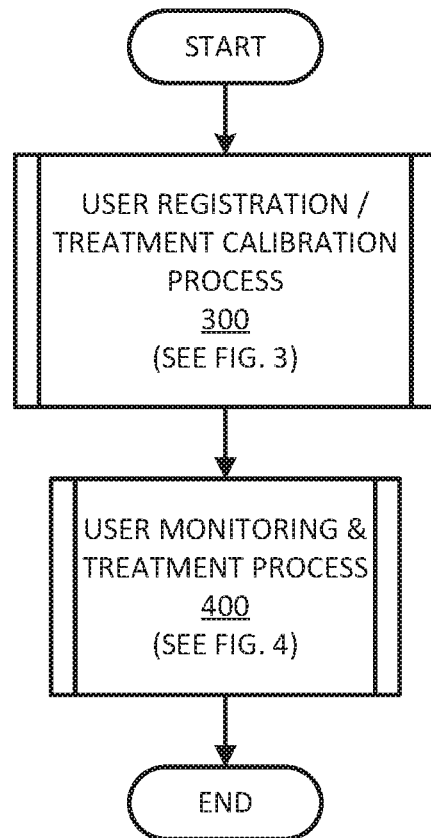 START
USER REGISTRATION /
TREATMENT CALIBRATION
PROCESS
300
(SEE FIG. 3)
USER MONITORING &
TREATMENT PROCESS
400
(SEE FIG. 4)
END